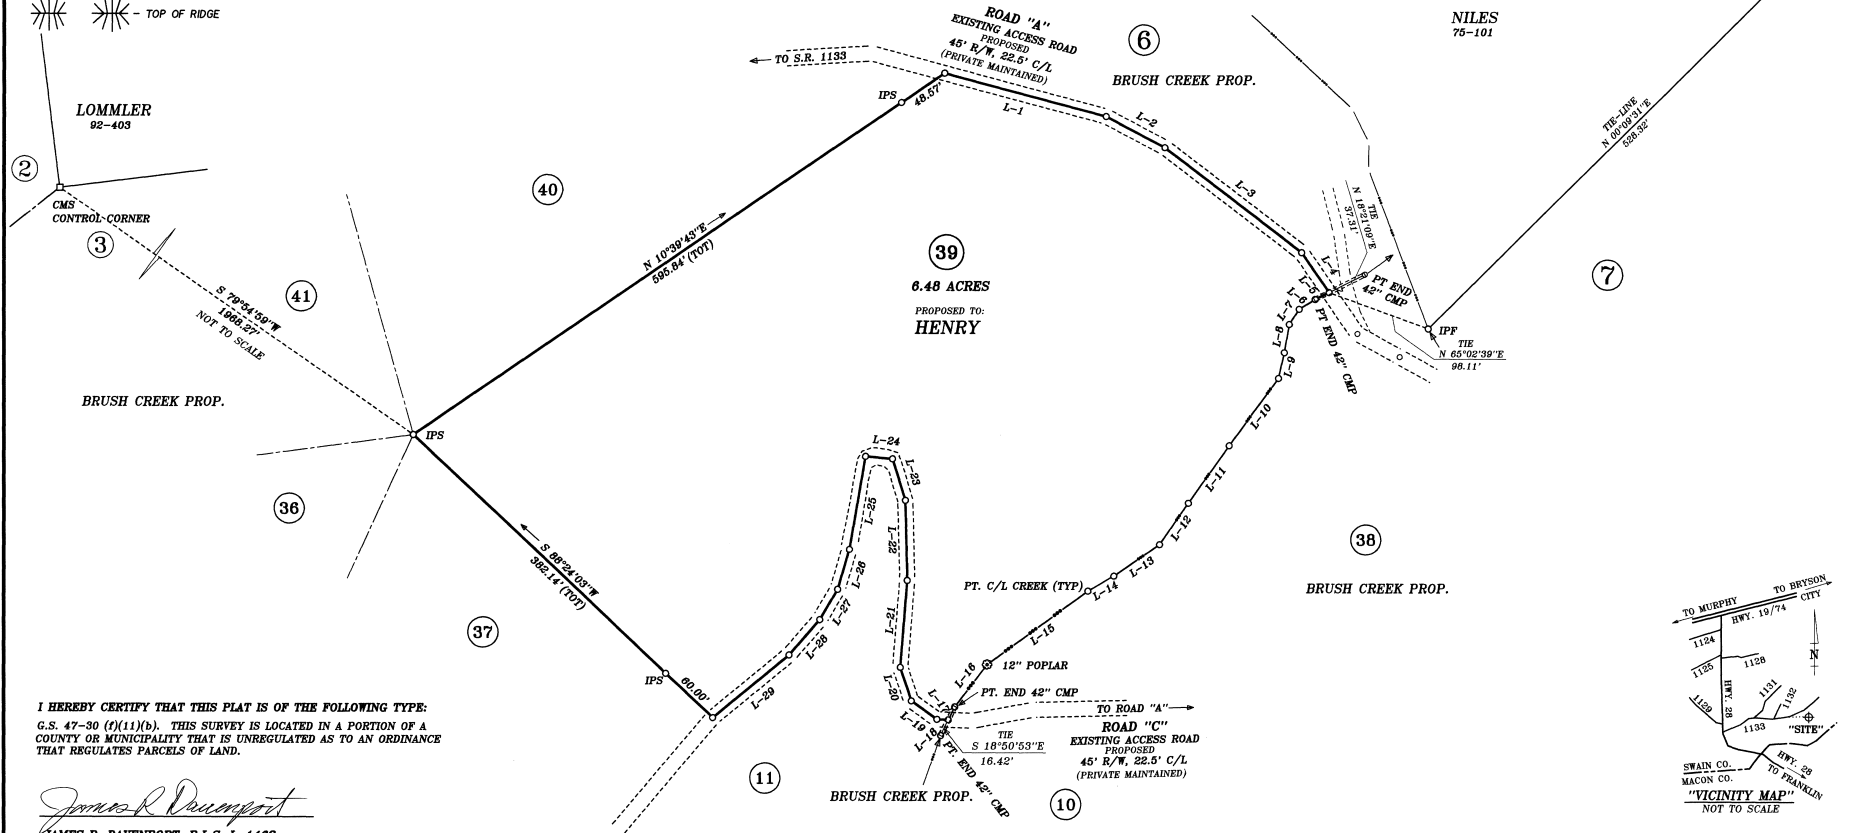 - TOP OF RIDGE
LOMMLER
92-403
2
CMS
CONTROL CORNER
3
41
S 79°54'59"W
1968.27'
NOT TO SCALE
BRUSH CREEK PROP.
40
IPS
36
37
N 10°39'43"E
595.84' (TOT)
IPS
48.57'
TO S.R. 1133
ROAD "A"
EXISTING ACCESS ROAD
PROPOSED
45' R/W, 22.5' C/L
(PRIVATE MAINTAINED)
6
BRUSH CREEK PROP.
NILES
75-101
TIE-LINE
N 00°09'31"E
528.32'
L-1
L-2
L-3
L-4
L-5
L-6
L-7
L-8
L-9
L-10
L-11
L-12
L-13
L-14
L-15
L-16
L-17
L-18
L-19
L-20
L-21
L-22
L-23
L-24
L-25
L-26
L-27
L-28
L-29
TIE
N 18°21'09"E
37.31'
PT END
42" CMP
PT END 42" CMP
IPF
TIE
N 65°02'39"E
98.11'
7
39
6.48 ACRES
PROPOSED TO:
HENRY
S 88°24'03"W
382.14' (TOT)
IPS
60.00'
PT. C/L CREEK (TYP)
12" POPLAR
PT. END 42" CMP
38
BRUSH CREEK PROP.
TO ROAD "A"
ROAD "C"
EXISTING ACCESS ROAD
PROPOSED
45' R/W, 22.5' C/L
(PRIVATE MAINTAINED)
TIE
S 18°50'53"E
16.42'
PT. END 42" CMP
11
BRUSH CREEK PROP.
10
I HEREBY CERTIFY THAT THIS PLAT IS OF THE FOLLOWING TYPE:
G.S. 47-30 (f)(11)(b). THIS SURVEY IS LOCATED IN A PORTION OF A
COUNTY OR MUNICIPALITY THAT IS UNREGULATED AS TO AN ORDINANCE
THAT REGULATES PARCELS OF LAND.
James R Davenport
TO MURPHY
TO BRYSON
CITY
HWY. 19/74
1124
1125
1128
1129
1131
1132
1133
HWY. 28
N
"SITE"
SWAIN CO.
MACON CO.
HWY. 28
TO FRANKLIN
"VICINITY MAP"
NOT TO SCALE